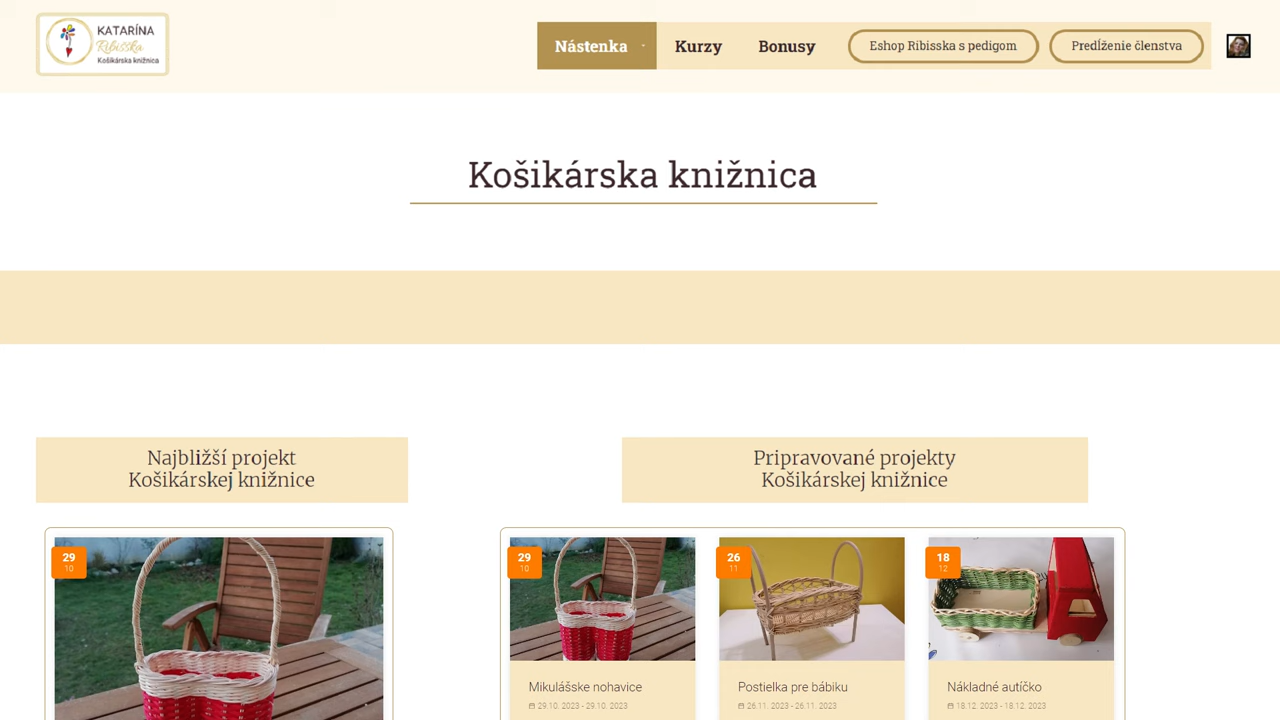 KATARÍNA
Ribisska
Košikárska knižnica
Nástenka
Kurzy
Bonusy
Eshop Ribisska s pedigom
Predĺženie členstva
Košikárska knižnica
Najbližší projekt
Košikárskej knižnice
Pripravované projekty
Košikárskej knižnice
29
10
29
10
26
11
18
12
Mikulášske nohavice
29.10. 2023 - 29.10. 2023
Postielka pre bábiku
26.11. 2023 - 26.11. 2023
Nákladné autíčko
18.12. 2023 - 18.12. 2023